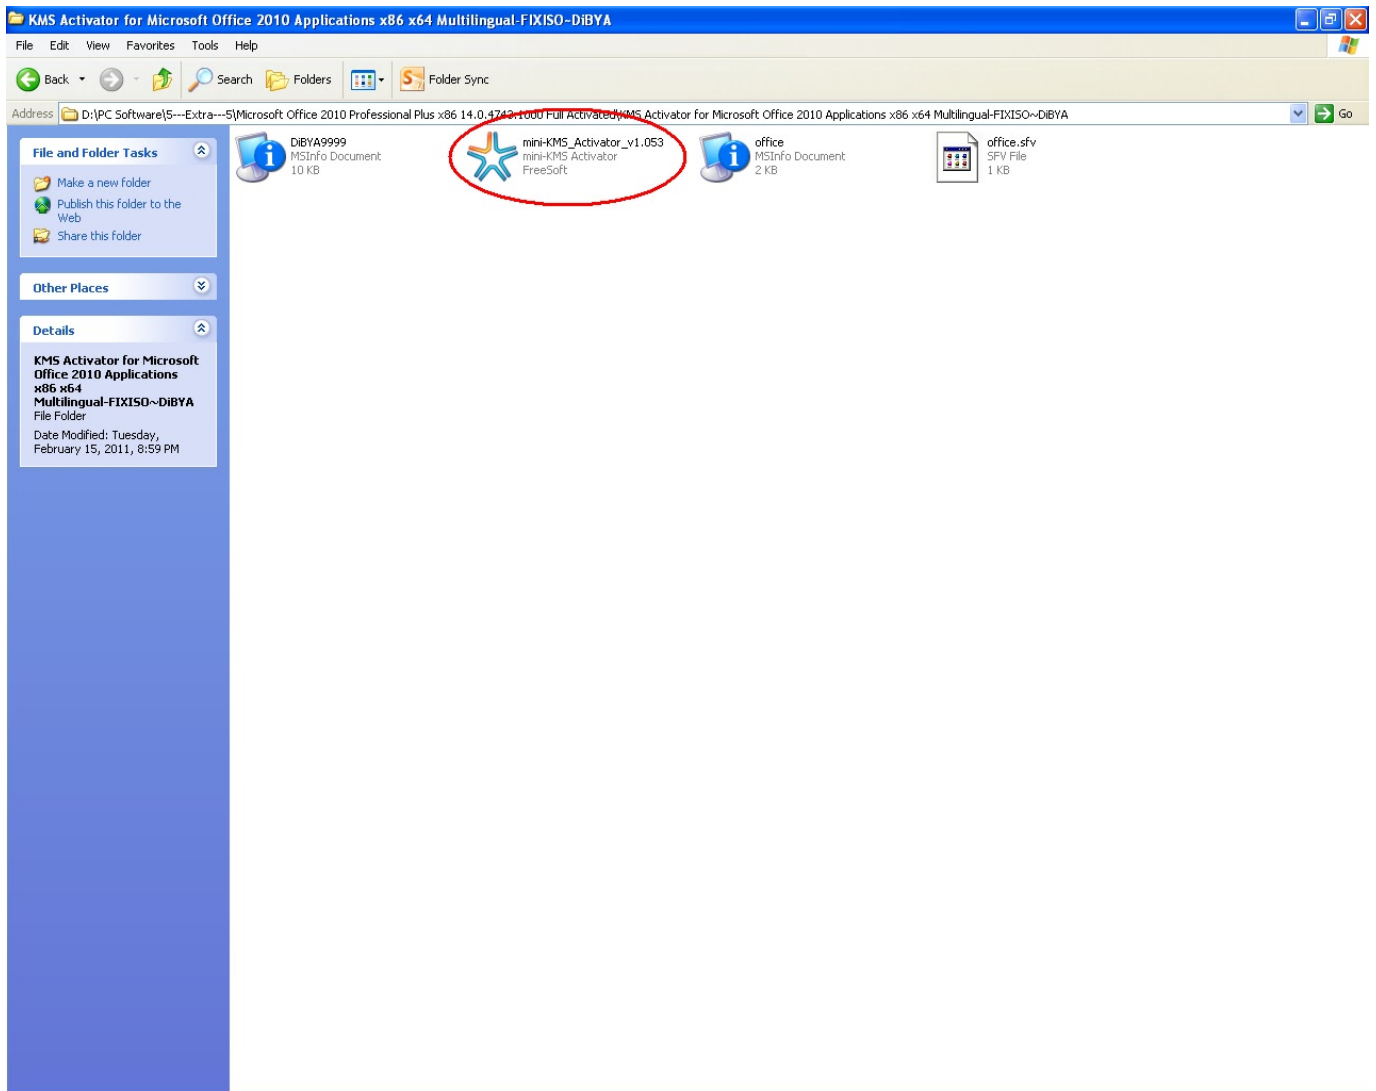 KMS Activator for Microsoft Office 2010 Applications x86 x64 Multilingual-FIXISO~DiBYA
File Edit View Favorites Tools Help
Back Search Folders Folder Sync
Address D:\PC Software\5---Extra---5\Microsoft Office 2010 Professional Plus x86 14.0.4743.1000 Full Activated\KMS Activator for Microsoft Office 2010 Applications x86 x64 Multilingual-FIXISO~DiBYA Go
File and Folder Tasks
Make a new folder
Publish this folder to the
Web
Share this folder
Other Places
Details
KMS Activator for Microsoft
Office 2010 Applications
x86 x64
Multilingual-FIXISO~DiBYA
File Folder
Date Modified: Tuesday,
February 15, 2011, 8:59 PM
DiBYA9999
MSInfo Document
10 KB
mini-KMS_Activator_v1.053
mini-KMS Activator
FreeSoft
office
MSInfo Document
2 KB
office.sfv
SFV File
1 KB